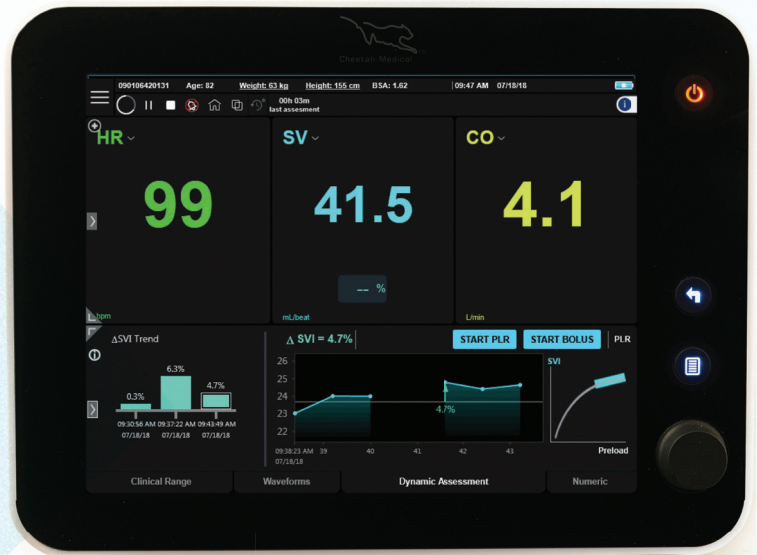 Cheetah Medical
090106420131 Age: 82 Weight: 63 kg Height: 155 cm BSA: 1.62 09:47 AM 07/18/18
00h 03m
last assesment
HR SV CO
99 41.5 4.1
-- %
bpm mL/beat L/min
ΔSVI Trend
0.3% 6.3% 4.7%
09:30:56 AM 09:37:22 AM 09:43:49 AM
07/18/18 07/18/18 07/18/18
Δ SVI = 4.7% START PLR START BOLUS PLR
26
25
24
23
22
4.7%
09:38:23 AM 39 40 41 42 43
07/18/18
SVI
Preload
Clinical Range Waveforms Dynamic Assessment Numeric